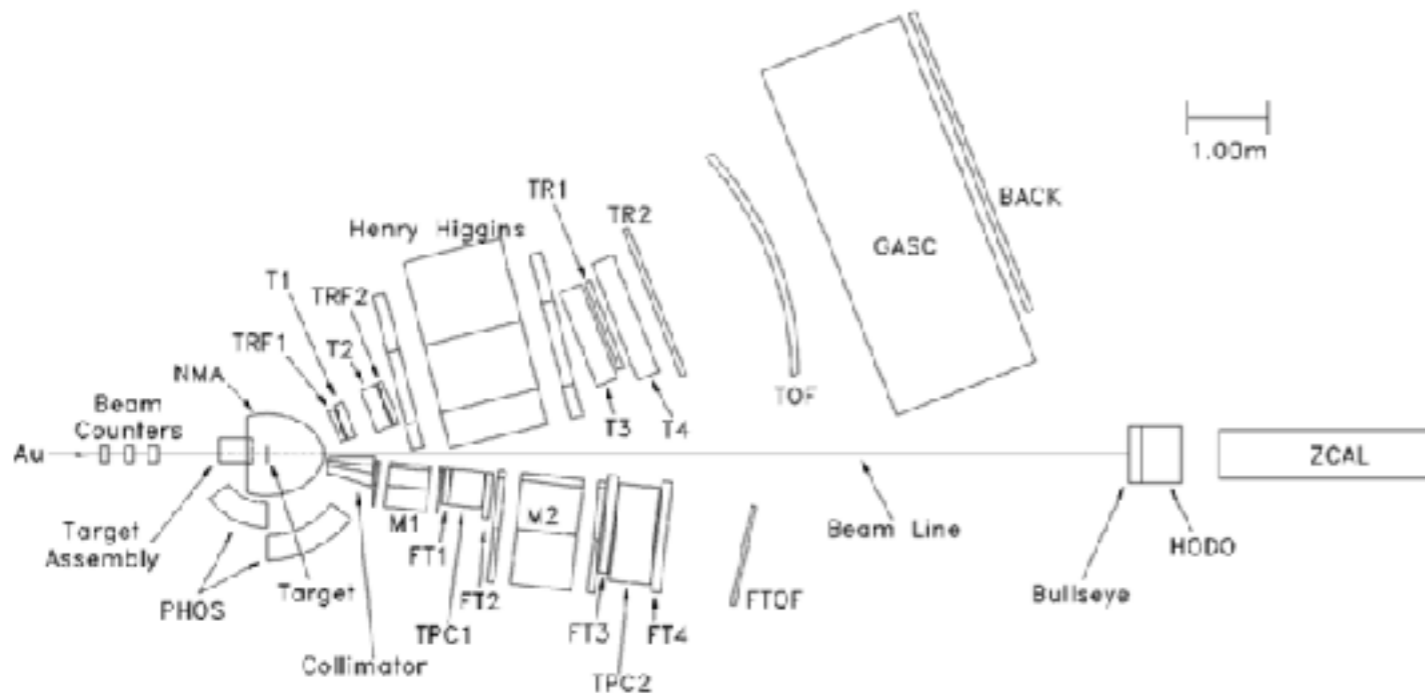 1.00m
BACK
TR1
TR2
Henry Higgins
GASC
T1
TRF2
TRF1
T2
NMA
TOF
Beam
Counters
T3
T4
Au
ZCAL
Target
Assembly
M1
M2
Beam Line
HODO
FT1
PHOS
Target
FT2
Bullseye
FTOF
TPC1
FT3
FT4
Collimator
TPC2